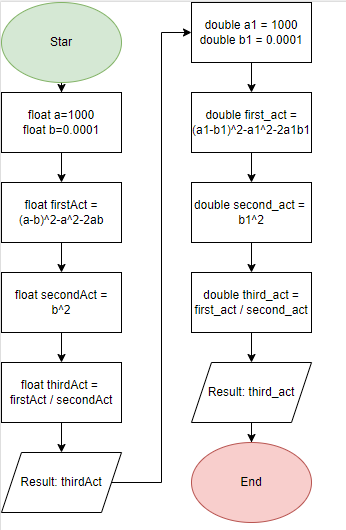 Star
float a=1000
float b=0.0001
float firstAct =
(a-b)^2-a^2-2ab
float secondAct =
b^2
float thirdAct =
firstAct / secondAct
Result: thirdAct
double a1 = 1000
double b1 = 0.0001
double first_act =
(a1-b1)^2-a1^2-2a1b1
double second_act =
b1^2
double third_act =
first_act / second_act
Result: third_act
End